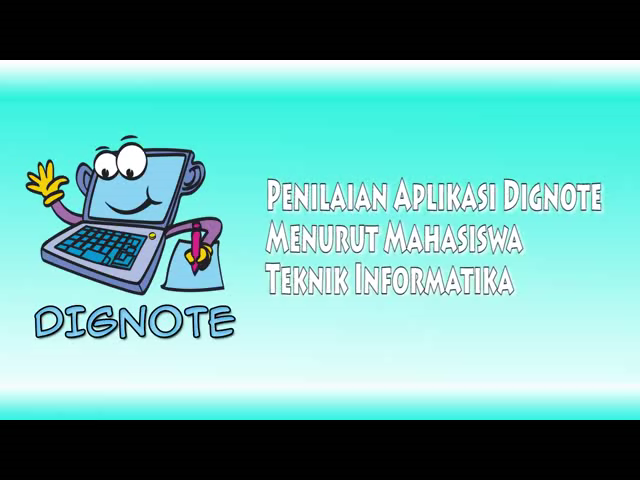 Penilaian Aplikasi Dignote
Menurut Mahasiswa
Teknik Informatika
DIGNOTE